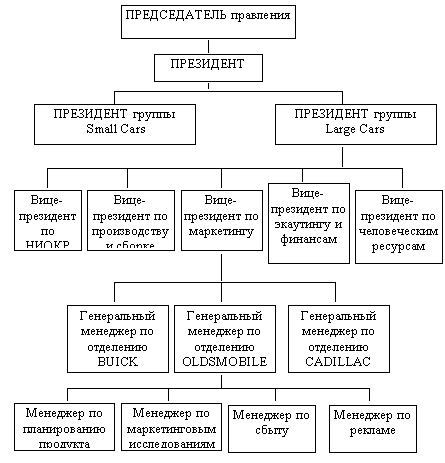 ПРЕДСЕДАТЕЛЬ правления
ПРЕЗИДЕНТ
ПРЕЗИДЕНТ группы
Small Cars
ПРЕЗИДЕНТ группы
Large Cars
Вице-
президент
по
НИОКР
Вице-
президент по
производству
и сборке
Вице-
президент по
маркетингу
Вице-
президент по
экаутингу и
финансам
Вице-
президент по
человеческим
ресурсам
Генеральный
менеджер по
отделению
BUICK
Генеральный
менеджер по
отделению
OLDSMOBILE
Генеральный
менеджер по
отделению
CADILLAC
Менеджер по
планированию
продукта
Менеджер по
маркетинговым
исследованиям
Менеджер по
сбыту
Менеджер по
рекламе